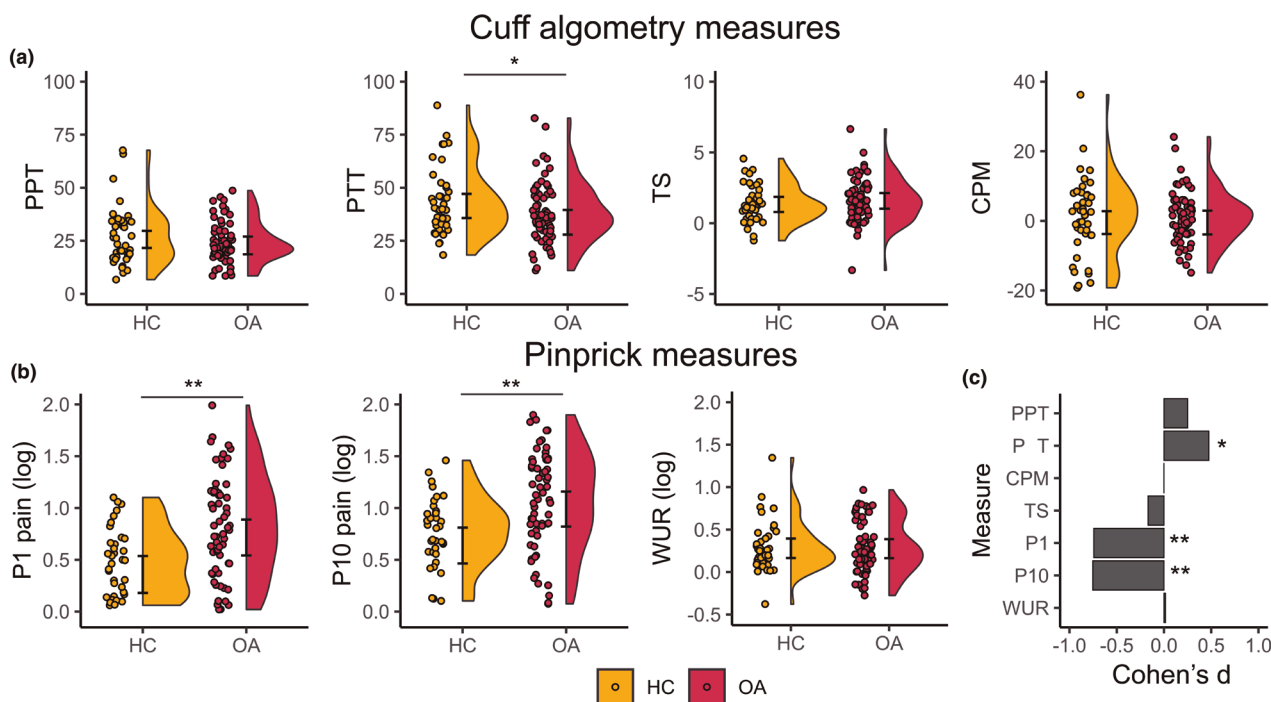 Cuff algometry measures
(a)
PPT
100
75
50
25
0
HC
OA
PTT
100
75
50
25
0
*
HC
OA
TS
10
5
0
-5
HC
OA
CPM
40
20
0
-20
HC
OA
Pinprick measures
(b)
P1 pain (log)
2.0
1.5
1.0
0.5
0.0
**
HC
OA
P10 pain (log)
2.0
1.5
1.0
0.5
0.0
**
HC
OA
WUR (log)
2.0
1.5
1.0
0.5
0.0
-0.5
HC
OA
(c)
Measure
PPT
P T
*
CPM
TS
P1
**
P10
**
WUR
-1.0 -0.5 0.0 0.5 1.0
Cohen's d
HC OA